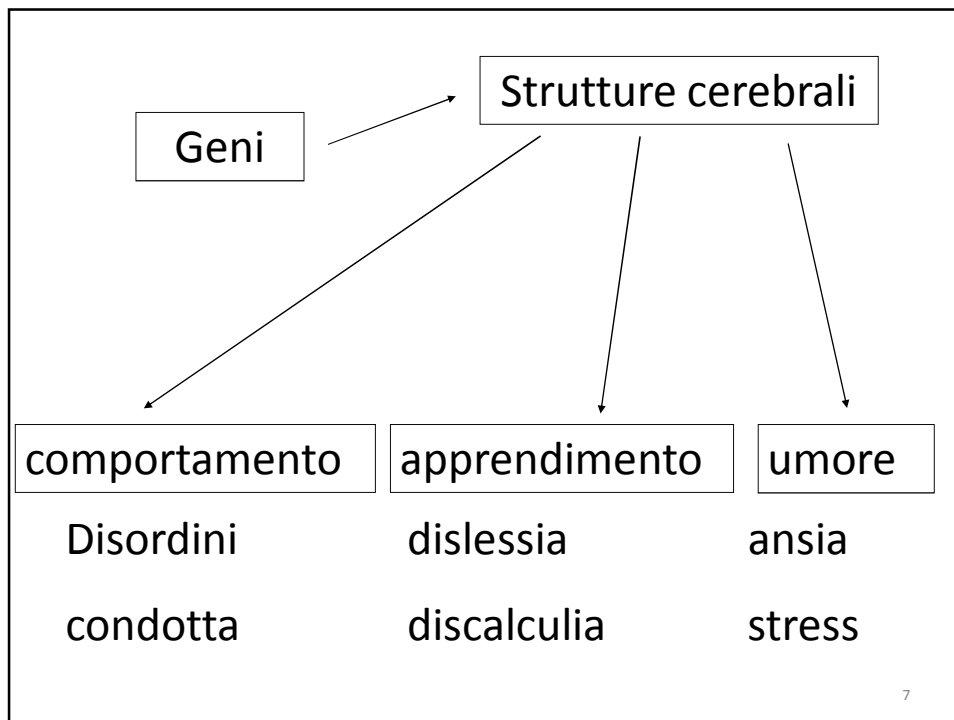 Strutture cerebrali
Geni
comportamento apprendimento umore
Disordini dislessia ansia
condotta discalculia stress
7